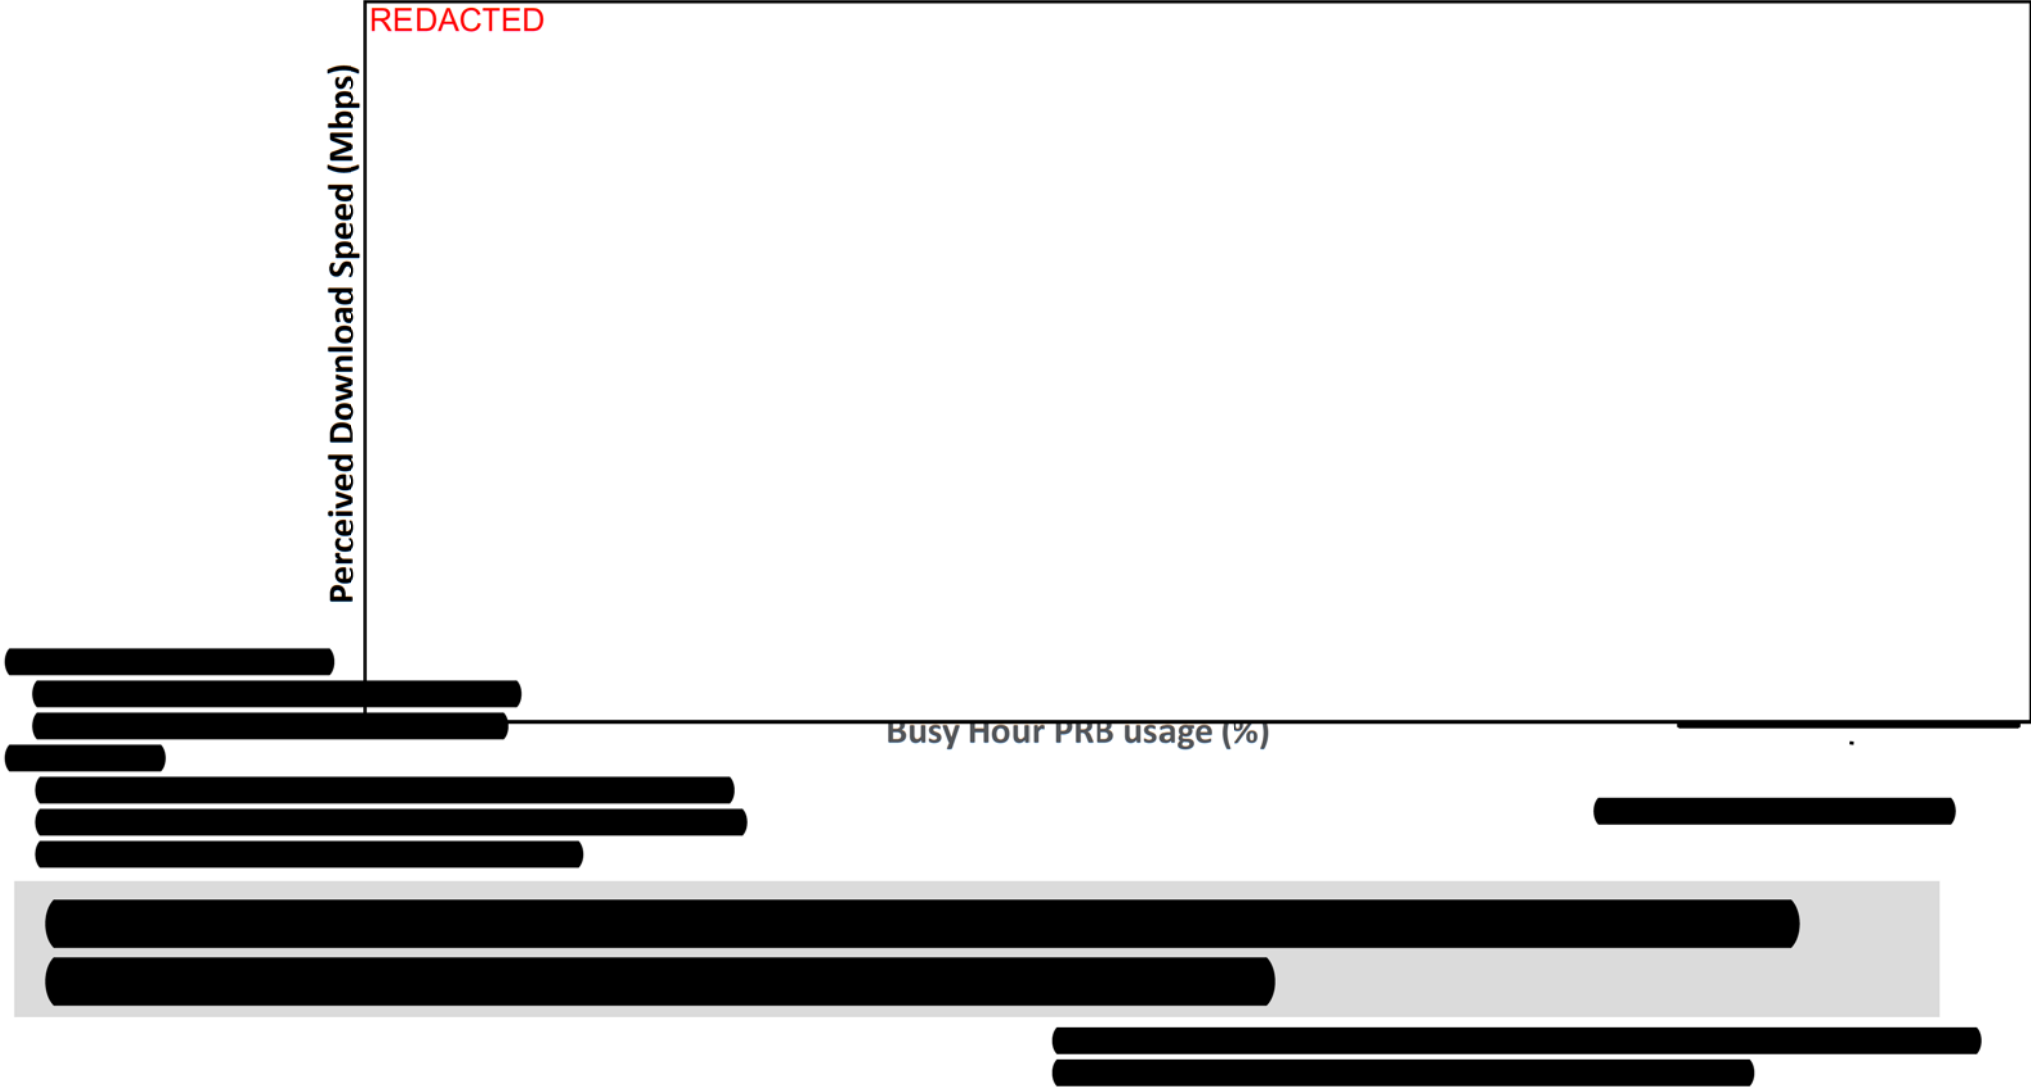 REDACTED
Perceived Download Speed (Mbps)
Busy Hour PRB usage (%)